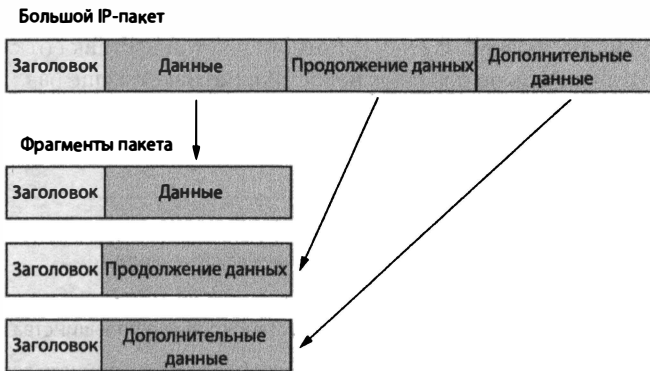 Большой IP-пакет
Заголовок
Данные
Продолжение данных
Дополнительные
данные
Фрагменты пакета
Заголовок
Данные
Заголовок
Продолжение данных
Заголовок
Дополнительные
данные